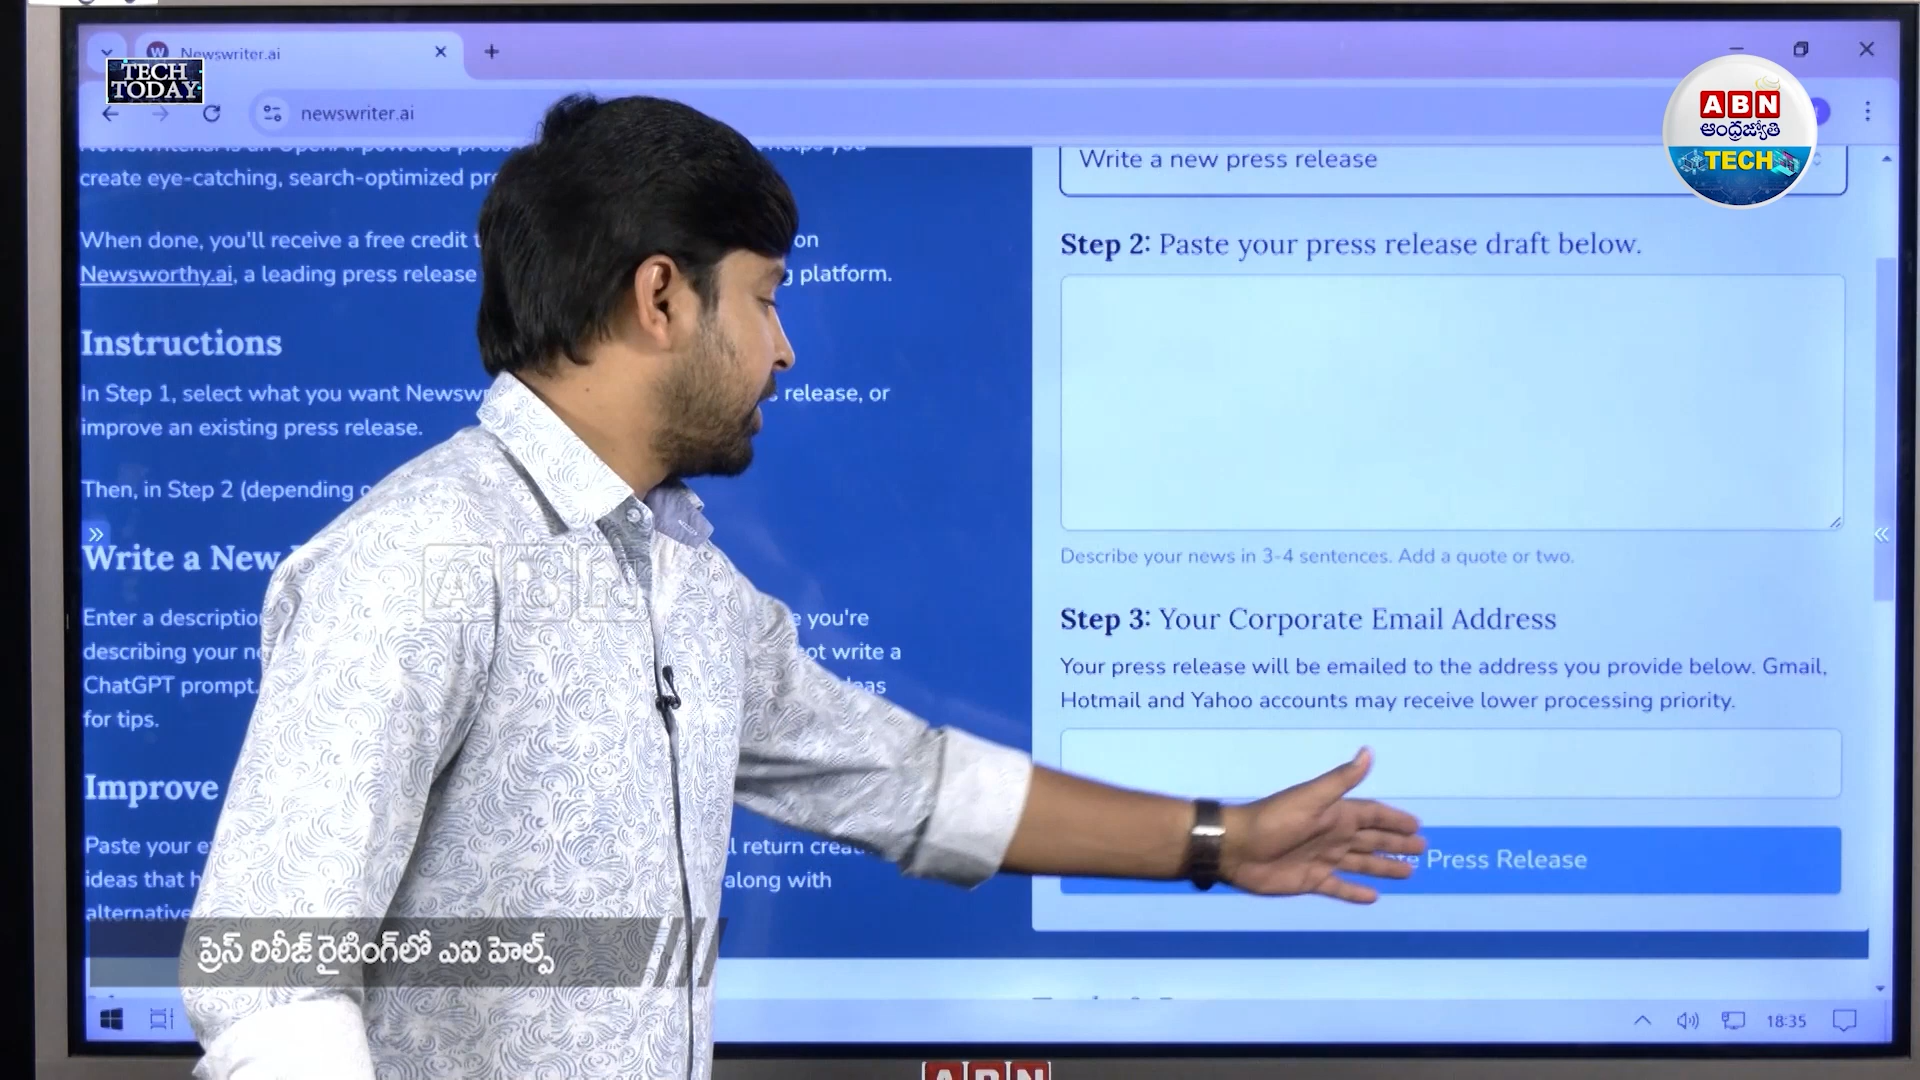 Newswriter.ai
TECH
TODAY
newswriter.ai
ABN
ఆంధ్రజ్యోతి
TECH
create eye-catching, search-optimized
When done, you'll receive a free credit on
Newsworthy.ai, a leading press release platform.
Instructions
In Step 1, select what you want release, or
improve an existing press release.
Then, in Step 2 (depending
Write a New
Enter a description you're
describing your write a
ChatGPT prompt.
for tips.
Improve
Paste your return
ideas that along with
alternative
Write a new press release
Step 2: Paste your press release draft below.
Describe your news in 3-4 sentences. Add a quote or two.
Step 3: Your Corporate Email Address
Your press release will be emailed to the address you provide below. Gmail,
Hotmail and Yahoo accounts may receive lower processing priority.
Press Release
ABN
ప్రెస్ రిలీజ్ రైటింగ్‌లో ఎఐ హెల్ప్
18:35
ABN